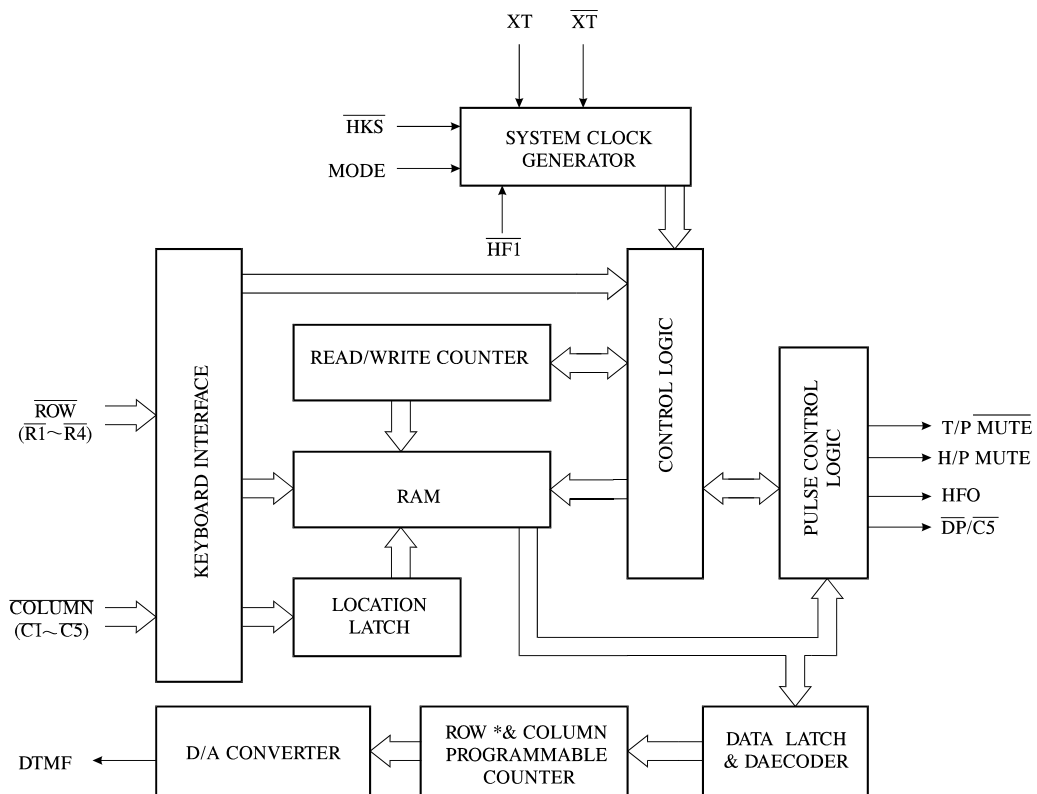 XT
XT
HKS
MODE
SYSTEM CLOCK
GENERATOR
HF1
KEYBOARD INTERFACE
READ/WRITE COUNTER
CONTROL LOGIC
PULSE CONTROL
LOGIC
ROW
(R1~R4)
RAM
T/P MUTE
H/P MUTE
HFO
DP/C5
COLUMN
(C1~C5)
LOCATION
LATCH
DTMF
D/A CONVERTER
ROW *& COLUMN
PROGRAMMABLE
COUNTER
DATA LATCH
& DAECODER